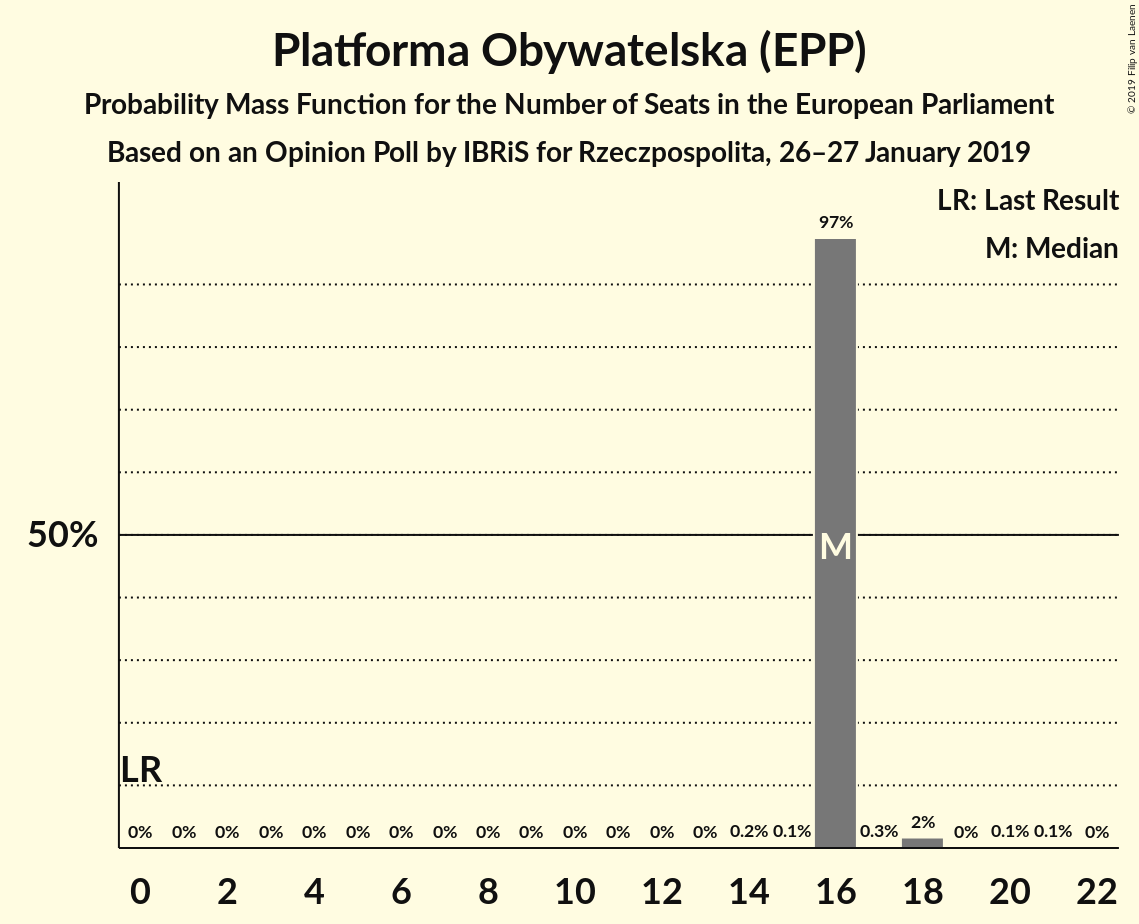 Platforma Obywatelska (EPP)
Probability Mass Function for the Number of Seats in the European Parliament
Based on an Opinion Poll by IBRiS for Rzeczpospolita, 26–27 January 2019
© 2019 Filip van Laenen
LR: Last Result
M: Median
97%
50%
M
LR
0% 0% 0% 0% 0% 0% 0% 0% 0% 0% 0% 0% 0% 0% 0.2% 0.1% 0.3% 2% 0% 0.1% 0.1% 0%
0 2 4 6 8 10 12 14 16 18 20 22